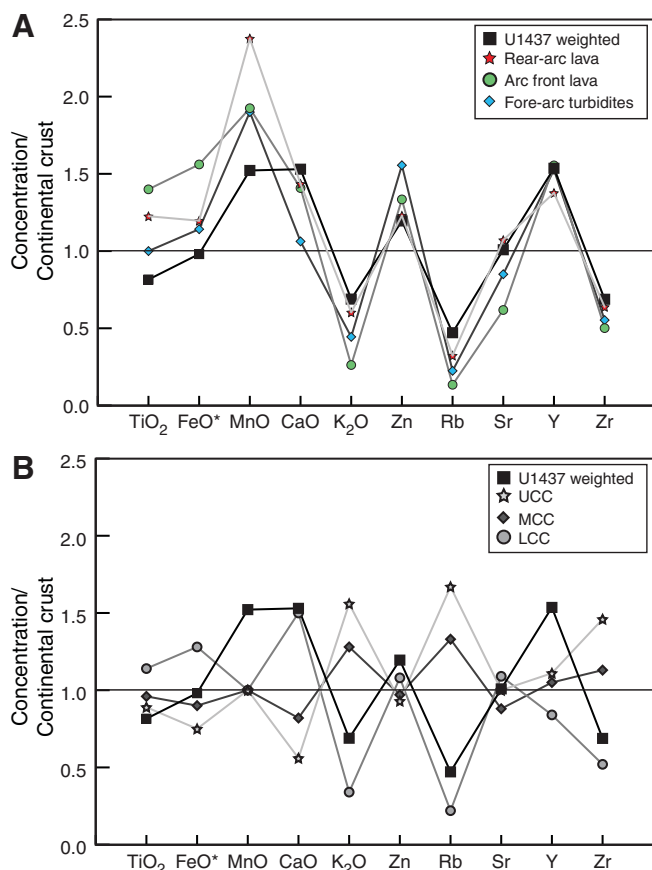 A
2.5
2.0
1.5
1.0
0.5
0.0
Concentration/
Continental crust
U1437 weighted
Rear-arc lava
Arc front lava
Fore-arc turbidites
TiO2 FeO* MnO CaO K2O Zn Rb Sr Y Zr
B
2.5
2.0
1.5
1.0
0.5
0
Concentration/
Continental crust
U1437 weighted
UCC
MCC
LCC
TiO2 FeO* MnO CaO K2O Zn Rb Sr Y Zr